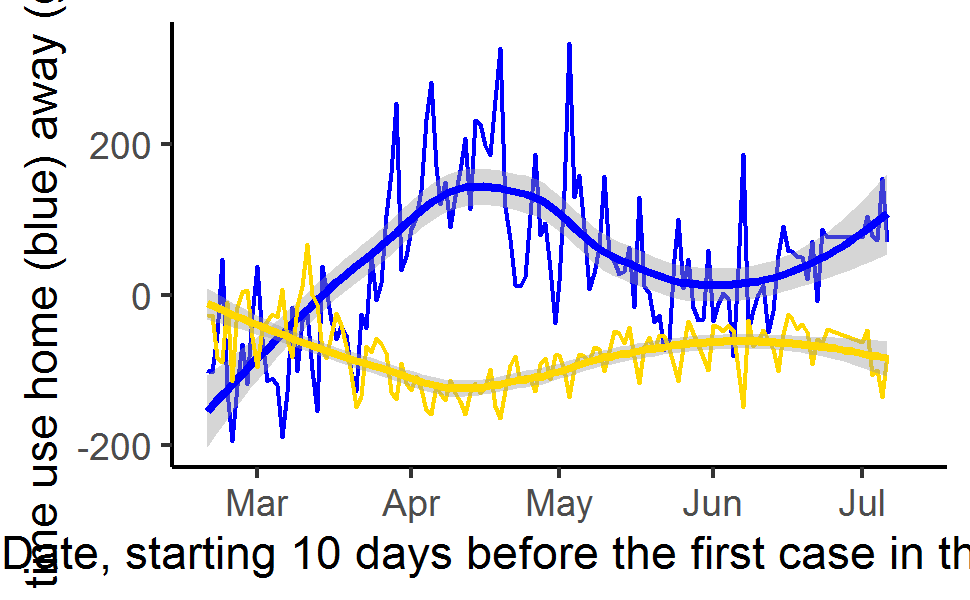 time use home (blue) away (
200
0
-200
Mar Apr May Jun Jul
Date, starting 10 days before the first case in th